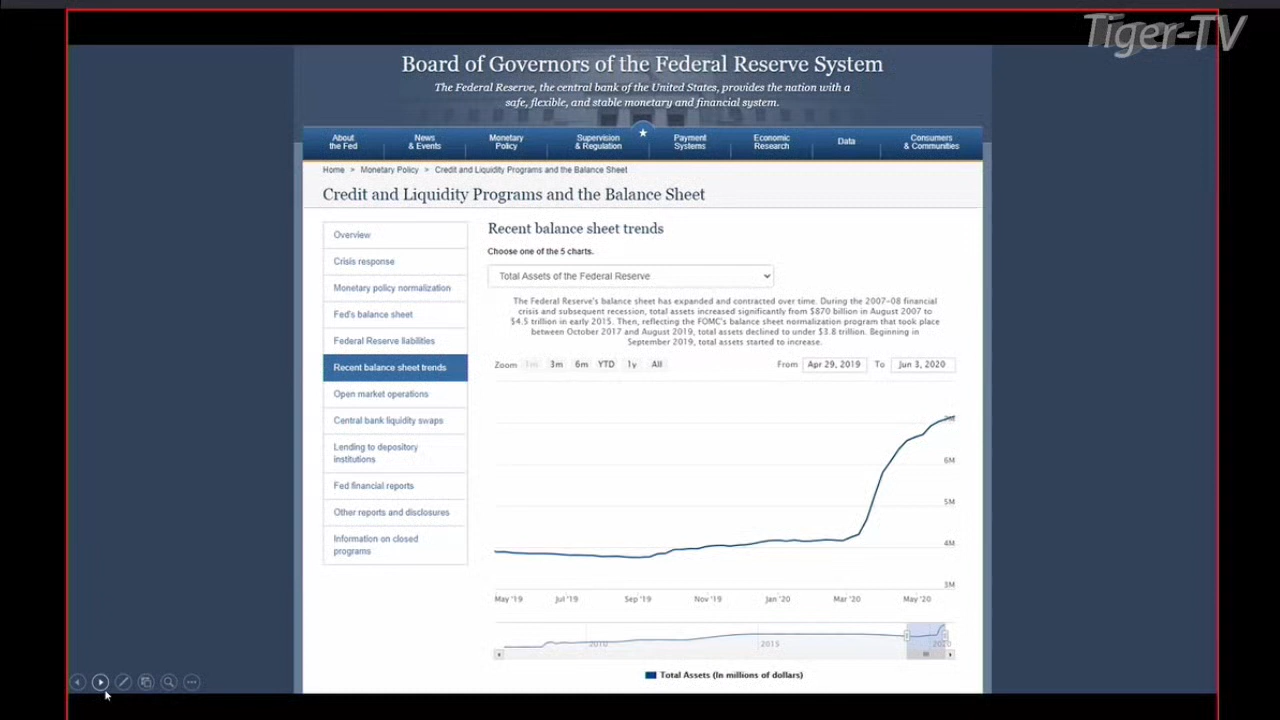 Tiger-TV
Board of Governors of the Federal Reserve System
The Federal Reserve, the central bank of the United States, provides the nation with a
safe, flexible, and stable monetary and financial system.
About
the Fed
News
& Events
Monetary
Policy
Supervision
& Regulation
Payment
Systems
Economic
Research
Data
Consumers
& Communities
Home > Monetary Policy > Credit and Liquidity Programs and the Balance Sheet
Credit and Liquidity Programs and the Balance Sheet
Overview
Crisis response
Monetary policy normalization
Fed's balance sheet
Federal Reserve liabilities
Recent balance sheet trends
Open market operations
Central bank liquidity swaps
Lending to depository
institutions
Fed financial reports
Other reports and disclosures
Information on closed
programs
Recent balance sheet trends
Choose one of the 5 charts.
Total Assets of the Federal Reserve
The Federal Reserve's balance sheet has expanded and contracted over time. During the 2007-08 financial
crisis and subsequent recession, total assets increased significantly from $870 billion in August 2007 to
$4.5 trillion in early 2015. Then, reflecting the FOMC's balance sheet normalization program that took place
between October 2017 and August 2019, total assets declined to under $3.8 trillion. Beginning in
September 2019, total assets started to increase.
Zoom 1m 3m 6m YTD 1y All From Apr 29, 2019 To Jun 3, 2020
7M
6M
5M
4M
3M
May '19 Jul '19 Sep '19 Nov '19 Jan '20 Mar '20 May '20
2010 2015 2020
Total Assets (In millions of dollars)